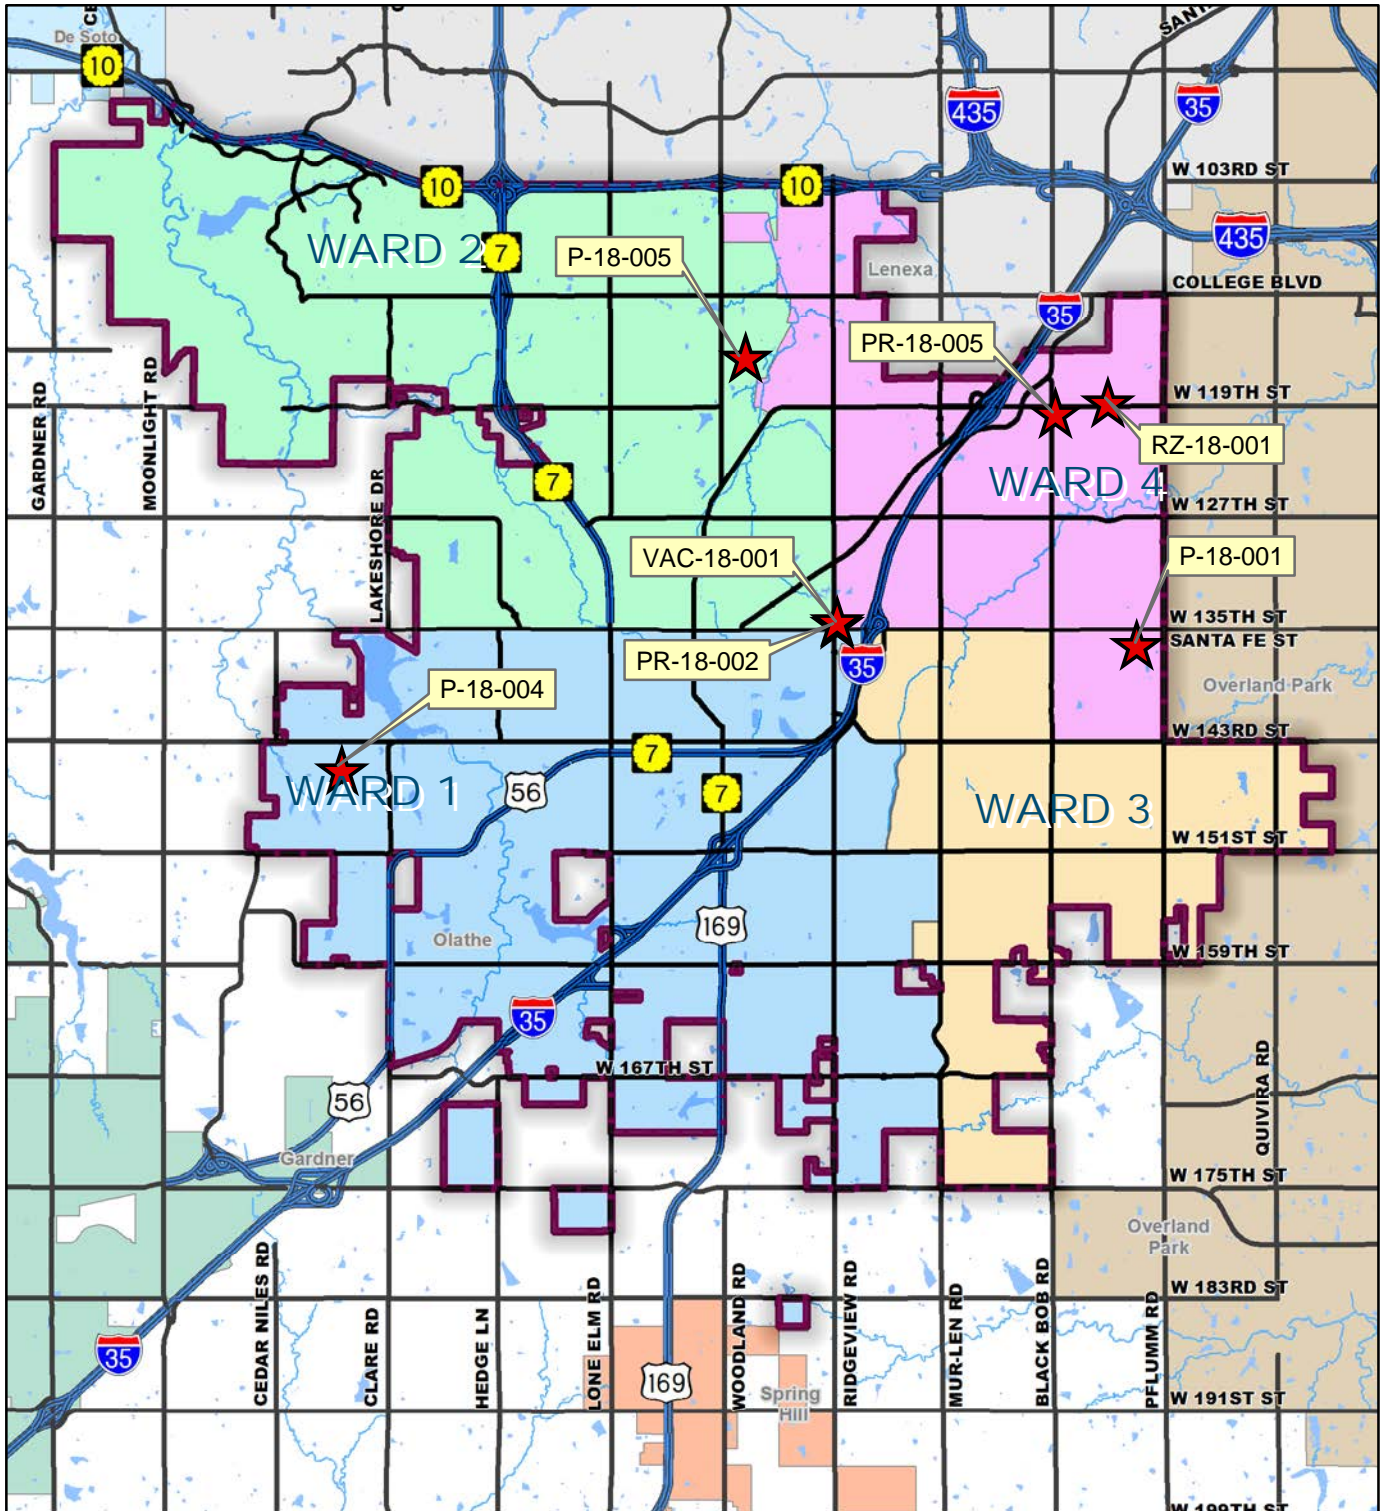 De Soto
10
SANTA
435
35
W 103RD ST
10
10
WARD 2
7
P-18-005
Lenexa
435
COLLEGE BLVD
35
PR-18-005
GARDNER RD
MOONLIGHT RD
W 119TH ST
RZ-18-001
LAKESHORE DR
7
WARD 4
W 127TH ST
VAC-18-001
P-18-001
W 135TH ST
SANTA FE ST
PR-18-002
35
P-18-004
Overland Park
W 143RD ST
7
WARD 1
56
7
WARD 3
W 151ST ST
Olathe
169
W 159TH ST
35
W 167TH ST
56
QUIVIRA RD
Gardner
W 175TH ST
Overland
Park
CEDAR NILES RD
CLARE RD
HEDGE LN
LONE ELM RD
WOODLAND RD
RIDGEVIEW RD
MUR-LEN RD
BLACK BOB RD
PFLUMM RD
W 183RD ST
35
169
Spring
Hill
W 191ST ST
W 199TH ST